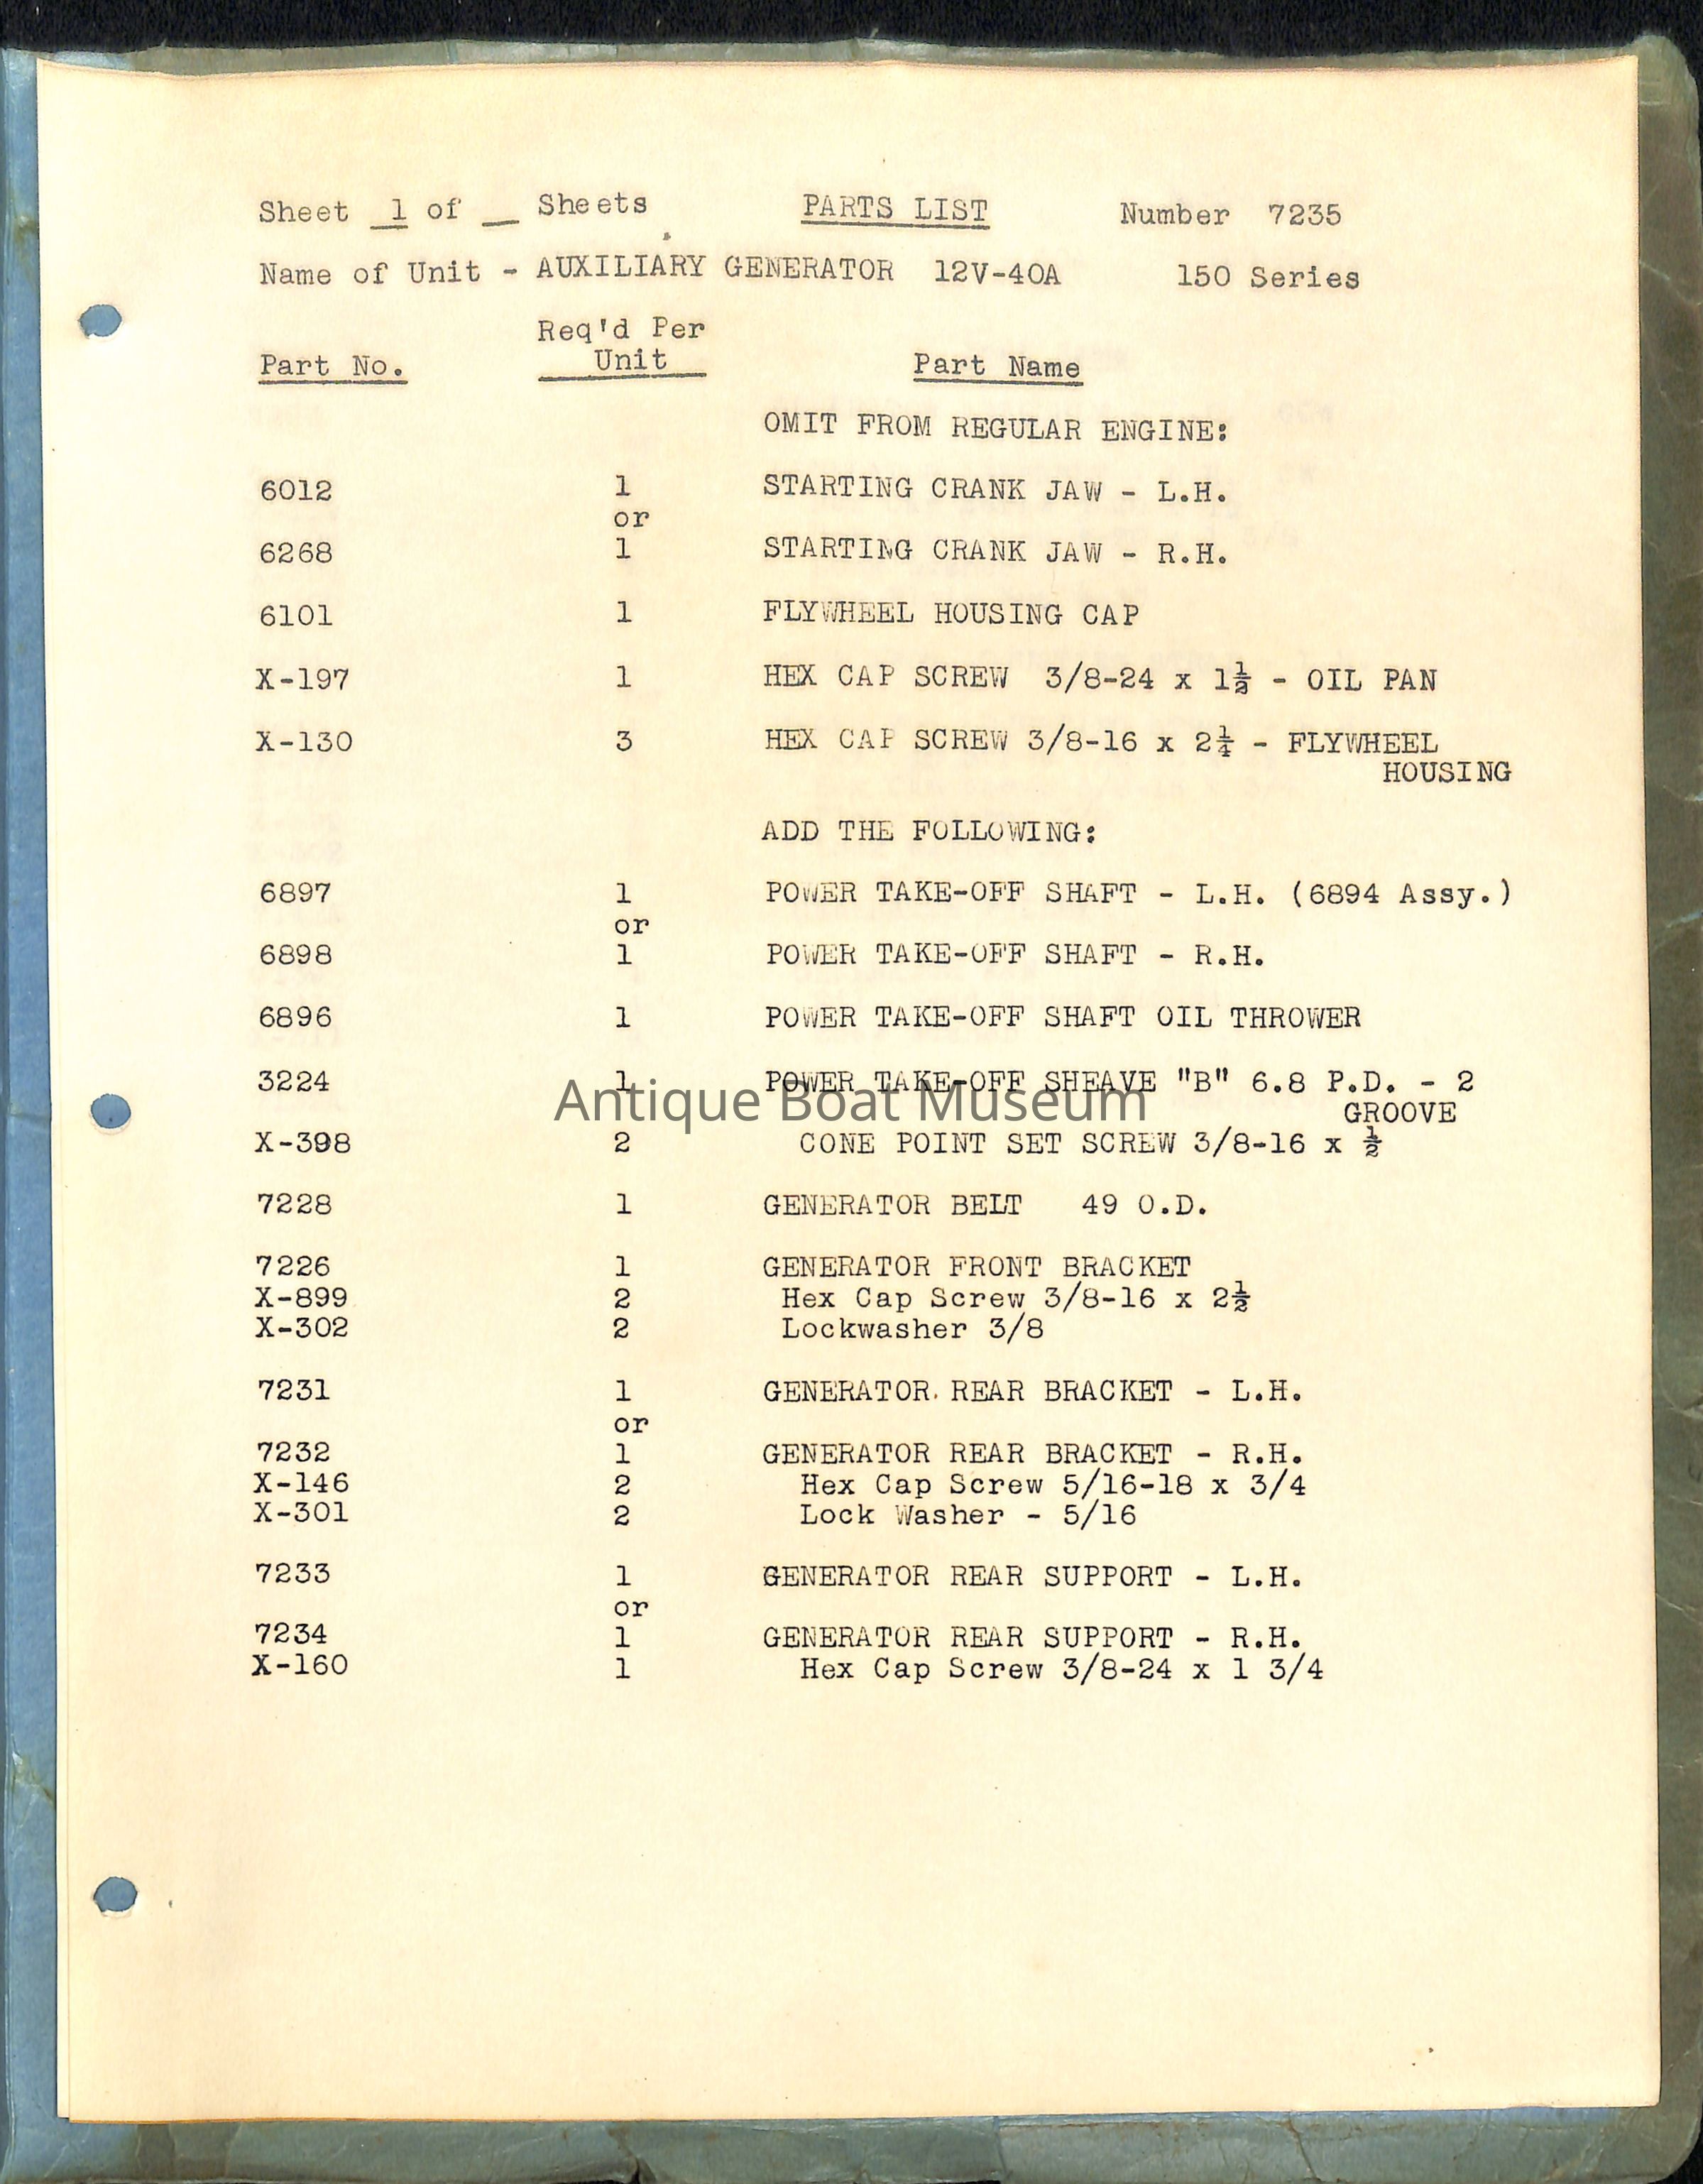 Sheet 1 of __ Sheets PARTS LIST Number 7235
Name of Unit - AUXILIARY GENERATOR 12V-40A 150 Series
Req'd Per
Part No. Unit Part Name
OMIT FROM REGULAR ENGINE:
6012 1 STARTING CRANK JAW - L.H.
or
6268 1 STARTING CRANK JAW - R.H.
6101 1 FLYWHEEL HOUSING CAP
X-197 1 HEX CAP SCREW 3/8-24 x 1½ - OIL PAN
X-130 3 HEX CAP SCREW 3/8-16 x 2¼ - FLYWHEEL
HOUSING
ADD THE FOLLOWING:
6897 1 POWER TAKE-OFF SHAFT - L.H. (6894 Assy.)
or
6898 1 POWER TAKE-OFF SHAFT - R.H.
6896 1 POWER TAKE-OFF SHAFT OIL THROWER
3224 1 POWER TAKE-OFF SHEAVE "B" 6.8 P.D. - 2
Antique Boat Museum
GROOVE
X-398 2 CONE POINT SET SCREW 3/8-16 x ½
7228 1 GENERATOR BELT 49 O.D.
7226 1 GENERATOR FRONT BRACKET
X-899 2 Hex Cap Screw 3/8-16 x 2½
X-302 2 Lockwasher 3/8
7231 1 GENERATOR REAR BRACKET - L.H.
or
7232 1 GENERATOR REAR BRACKET - R.H.
X-146 2 Hex Cap Screw 5/16-18 x 3/4
X-301 2 Lock Washer - 5/16
7233 1 GENERATOR REAR SUPPORT - L.H.
or
7234 1 GENERATOR REAR SUPPORT - R.H.
X-160 1 Hex Cap Screw 3/8-24 x 1 3/4